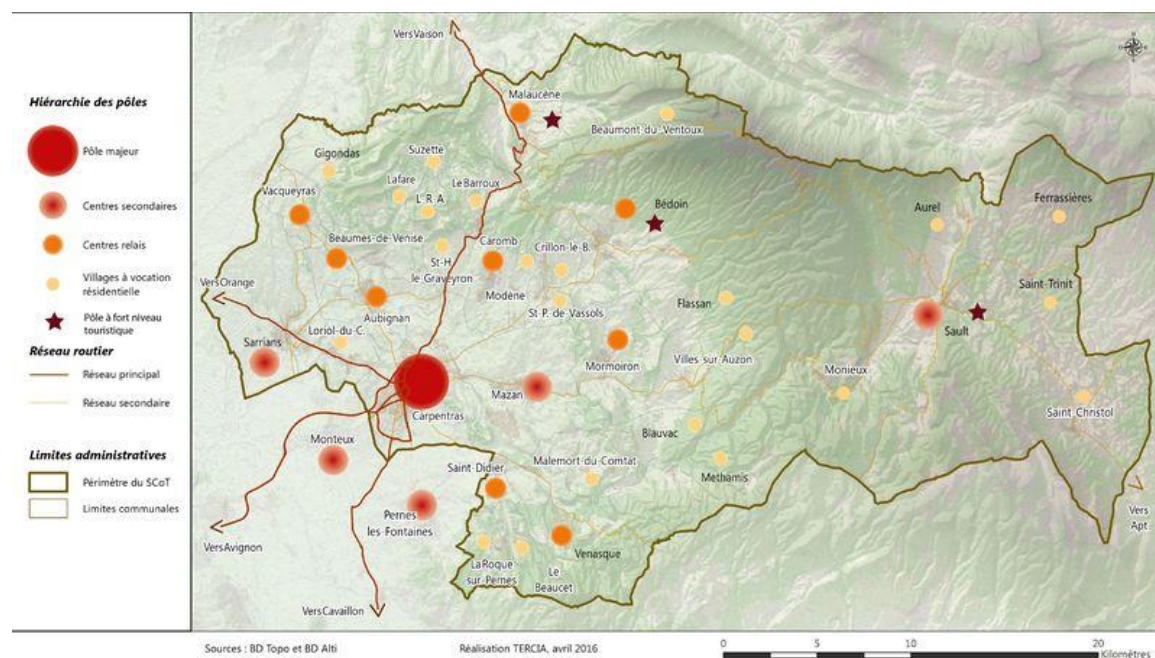 Hiérarchie des pôles
Pôle majeur
Centres secondaires
Centres relais
Villages à vocation
résidentielle
Pôle à fort niveau
touristique
Réseau routier
Réseau principal
Réseau secondaire
Limites administratives
Périmètre du SCoT
Limites communales
Vers Vaison
Malaucène
Beaumont du Ventoux
Gigondas
Suzette
Vacqueyras
Lafare
Le Barroux
L-R-A
Bédoin
Aurel
Ferrassières
Beaumes-de-Venise
St-H
le Graveyron
Caromb
Crillon-le-B.
Modène
St-P. de Vassols
Vers Orange
Aubignan
Loriol-du-C.
Sarrians
Flassan
Saint-Trinit
Sault
Mormoiron
Villes-sur-Auzon
Monieux
Mazan
Carpentras
Saint-Christol
Monteux
Blauvac
Saint-Didier
Malemort-du-Comtat
Methamis
Pernes
les-Fontaines
Vers Avignon
Vers
Apt
Venasque
La Roque
sur-Pernes
Le
Beaucet
Vers Cavaillon
Sources : BD Topo et BD Alti
Réalisation TERCIA, avril 2016
0 5 10 20
Kilomètres